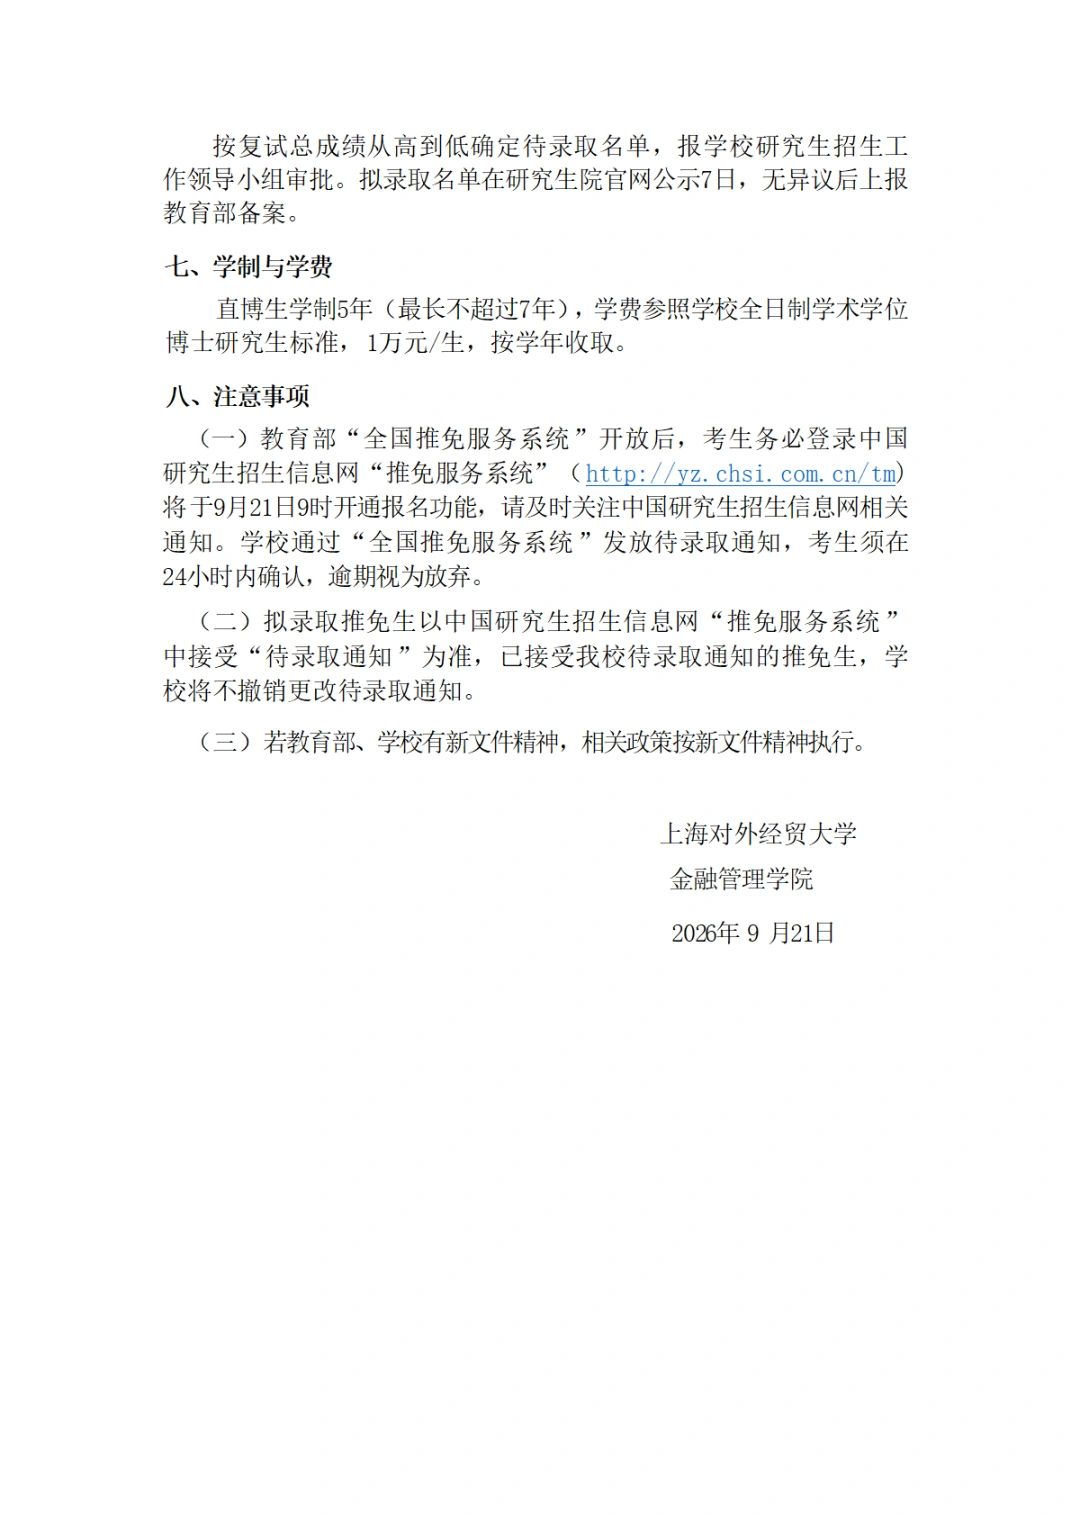 按复试总成绩从高到低确定待录取名单，报学校研究生招生工
作领导小组审批。拟录取名单在研究生院官网公示7日，无异议后上报
教育部备案。
七、学制与学费
直博生学制5年（最长不超过7年），学费参照学校全日制学术学位
博士研究生标准，1万元/生，按学年收取。
八、注意事项
（一）教育部“全国推免服务系统”开放后，考生务必登录中国
研究生招生信息网“推免服务系统”（http://yz.chsi.com.cn/tm)
将于9月21日9时开通报名功能，请及时关注中国研究生招生信息网相关
通知。学校通过“全国推免服务系统”发放待录取通知，考生须在
24小时内确认，逾期视为放弃。
（二）拟录取推免生以中国研究生招生信息网“推免服务系统”
中接受“待录取通知”为准，已接受我校待录取通知的推免生，学
校将不撤销更改待录取通知。
（三）若教育部、学校有新文件精神，相关政策按新文件精神执行。
上海对外经贸大学
金融管理学院
2026年 9 月21日